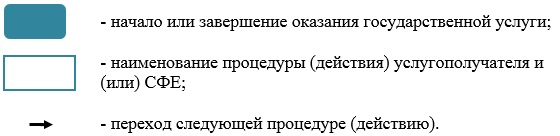 - начало или завершение оказания государственной услуги;
- наименование процедуры (действия) услугополучателя и
(или) СФЕ;
- переход следующей процедуре (действию).